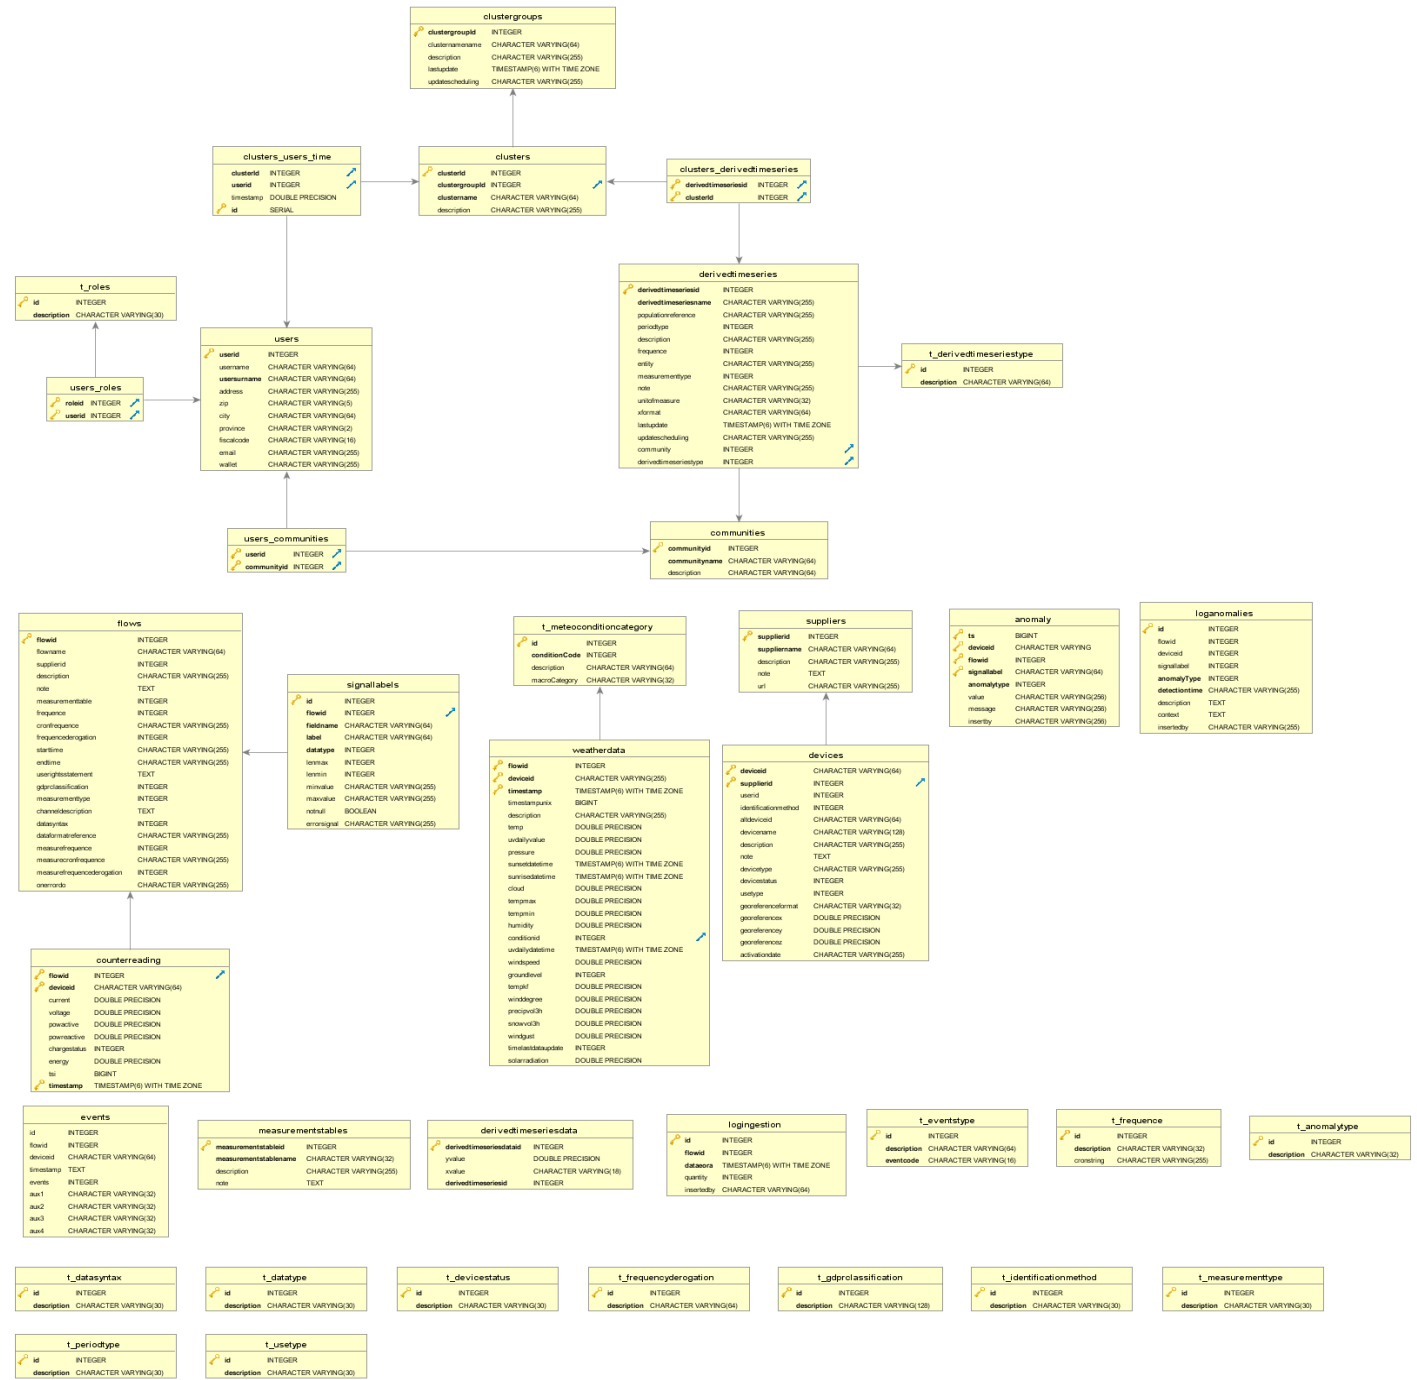 clustergroups
clustergroupId INTEGER
clusternamename CHARACTER VARYING(64)
description CHARACTER VARYING(255)
lastupdate TIMESTAMP(6) WITH TIME ZONE
updatescheduling CHARACTER VARYING(255)
clusters_users_time
clusterId INTEGER
userid INTEGER
timestamp DOUBLE PRECISION
id SERIAL
clusters
clusterId INTEGER
clustergroupId INTEGER
clustername CHARACTER VARYING(64)
description CHARACTER VARYING(255)
clusters_derivedtimeseries
derivedtimeseriesid INTEGER
clusterId INTEGER
t_roles
id INTEGER
description CHARACTER VARYING(30)
users_roles
roleid INTEGER
userid INTEGER
users
userid INTEGER
username CHARACTER VARYING(64)
usersurname CHARACTER VARYING(64)
address CHARACTER VARYING(255)
zip CHARACTER VARYING(5)
city CHARACTER VARYING(64)
province CHARACTER VARYING(2)
fiscalcode CHARACTER VARYING(16)
email CHARACTER VARYING(255)
wallet CHARACTER VARYING(255)
derivedtimeseries
derivedtimeseriesid INTEGER
derivedtimeseriesname CHARACTER VARYING(255)
populationreference CHARACTER VARYING(255)
periodtype INTEGER
description CHARACTER VARYING(255)
frequence INTEGER
entity CHARACTER VARYING(255)
measurementtype INTEGER
note CHARACTER VARYING(255)
unitofmeasure CHARACTER VARYING(32)
xformat CHARACTER VARYING(64)
lastupdate TIMESTAMP(6) WITH TIME ZONE
updatescheduling CHARACTER VARYING(255)
community INTEGER
derivedtimeseriestype INTEGER
t_derivedtimeseriestype
id INTEGER
description CHARACTER VARYING(64)
users_communities
userid INTEGER
communityid INTEGER
communities
communityid INTEGER
communityname CHARACTER VARYING(64)
description CHARACTER VARYING(64)
flows
flowid INTEGER
flowname CHARACTER VARYING(64)
supplierid INTEGER
description CHARACTER VARYING(255)
note TEXT
measurementtable INTEGER
frequence INTEGER
cronfrequence CHARACTER VARYING(255)
frequencederogation INTEGER
starttime CHARACTER VARYING(255)
endtime CHARACTER VARYING(255)
userightsstatement TEXT
gdprclassification INTEGER
measurementtype INTEGER
channeldescription TEXT
datasyntax INTEGER
dataformatreference CHARACTER VARYING(255)
measurefrequence INTEGER
measurecronfrequence CHARACTER VARYING(255)
measurefrequencederogation INTEGER
onerrordo CHARACTER VARYING(255)
signallabels
id INTEGER
flowid INTEGER
fieldname CHARACTER VARYING(64)
label CHARACTER VARYING(64)
datatype INTEGER
lenmax INTEGER
lenmin INTEGER
minvalue CHARACTER VARYING(255)
maxvalue CHARACTER VARYING(255)
notnull BOOLEAN
errorsignal CHARACTER VARYING(255)
t_meteoconditioncategory
id INTEGER
conditionCode INTEGER
description CHARACTER VARYING(64)
macroCategory CHARACTER VARYING(32)
weatherdata
flowid INTEGER
deviceid CHARACTER VARYING(255)
timestamp TIMESTAMP(6) WITH TIME ZONE
timestampunix BIGINT
description CHARACTER VARYING(255)
temp DOUBLE PRECISION
uvdailyvalue DOUBLE PRECISION
pressure DOUBLE PRECISION
sunsetdatetime TIMESTAMP(6) WITH TIME ZONE
sunrisedatetime TIMESTAMP(6) WITH TIME ZONE
cloud DOUBLE PRECISION
tempmax DOUBLE PRECISION
tempmin DOUBLE PRECISION
humidity DOUBLE PRECISION
conditionid INTEGER
uvdailydatetime TIMESTAMP(6) WITH TIME ZONE
windspeed DOUBLE PRECISION
groundlevel INTEGER
tempkf DOUBLE PRECISION
winddegree DOUBLE PRECISION
precipvol3h DOUBLE PRECISION
snowvol3h DOUBLE PRECISION
windgust DOUBLE PRECISION
timelastdataupdate INTEGER
solarradiation DOUBLE PRECISION
suppliers
supplierid INTEGER
suppliername CHARACTER VARYING(64)
description CHARACTER VARYING(255)
note TEXT
url CHARACTER VARYING(255)
devices
deviceid CHARACTER VARYING(64)
supplierid INTEGER
userid INTEGER
identificationmethod INTEGER
altdeviceid CHARACTER VARYING(64)
devicename CHARACTER VARYING(128)
description CHARACTER VARYING(255)
note TEXT
devicetype CHARACTER VARYING(255)
devicestatus INTEGER
usetype INTEGER
georeferenceformat CHARACTER VARYING(32)
georeferencex DOUBLE PRECISION
georeferencey DOUBLE PRECISION
georeferencez DOUBLE PRECISION
activationdate CHARACTER VARYING(255)
anomaly
ts BIGINT
deviceid CHARACTER VARYING
flowid INTEGER
signallabel CHARACTER VARYING(64)
anomalytype INTEGER
value CHARACTER VARYING(256)
message CHARACTER VARYING(256)
insertby CHARACTER VARYING(256)
loganomalies
id INTEGER
flowid INTEGER
deviceid INTEGER
signallabel INTEGER
anomalyType INTEGER
detectiontime CHARACTER VARYING(255)
description TEXT
context TEXT
insertedby CHARACTER VARYING(255)
counterreading
flowid INTEGER
deviceid CHARACTER VARYING(64)
current DOUBLE PRECISION
voltage DOUBLE PRECISION
powactive DOUBLE PRECISION
powreactive DOUBLE PRECISION
chargestatus INTEGER
energy DOUBLE PRECISION
tsi BIGINT
timestamp TIMESTAMP(6) WITH TIME ZONE
events
id INTEGER
flowid INTEGER
deviceid CHARACTER VARYING(64)
timestamp TEXT
events INTEGER
aux1 CHARACTER VARYING(32)
aux2 CHARACTER VARYING(32)
aux3 CHARACTER VARYING(32)
aux4 CHARACTER VARYING(32)
measurementstables
measurementstableid INTEGER
measurementstablename CHARACTER VARYING(32)
description CHARACTER VARYING(255)
note TEXT
derivedtimeseriesdata
derivedtimeseriesdataid INTEGER
yvalue DOUBLE PRECISION
xvalue CHARACTER VARYING(18)
derivedtimeseriesid INTEGER
logingestion
id INTEGER
flowid INTEGER
dataeora TIMESTAMP(6) WITH TIME ZONE
quantity INTEGER
insertedby CHARACTER VARYING(64)
t_eventstype
id INTEGER
description CHARACTER VARYING(64)
eventcode CHARACTER VARYING(16)
t_frequence
id INTEGER
description CHARACTER VARYING(32)
cronstring CHARACTER VARYING(255)
t_anomalytype
id INTEGER
description CHARACTER VARYING(32)
t_datasyntax
id INTEGER
description CHARACTER VARYING(30)
t_datatype
id INTEGER
description CHARACTER VARYING(30)
t_devicestatus
id INTEGER
description CHARACTER VARYING(30)
t_frequencyderogation
id INTEGER
description CHARACTER VARYING(64)
t_gdprclassification
id INTEGER
description CHARACTER VARYING(128)
t_identificationmethod
id INTEGER
description CHARACTER VARYING(30)
t_measurementtype
id INTEGER
description CHARACTER VARYING(30)
t_periodtype
id INTEGER
description CHARACTER VARYING(30)
t_usetype
id INTEGER
description CHARACTER VARYING(30)